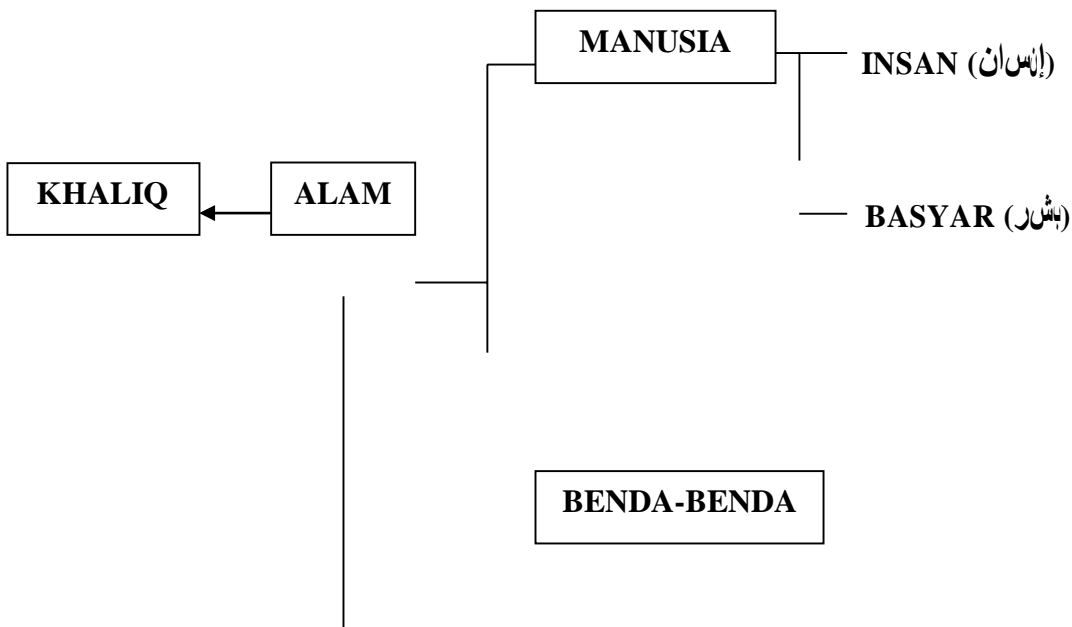 MANUSIA
INSAN (إنسان)
KHALIQ
ALAM
BASYAR (بشر)
BENDA-BENDA